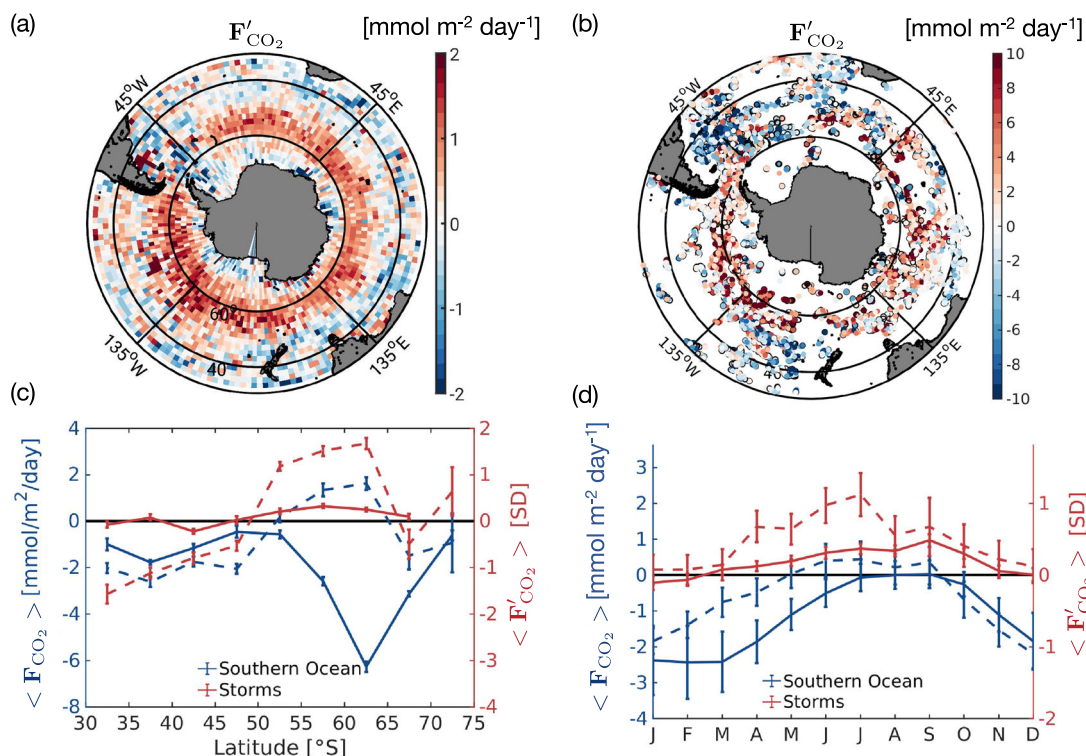 (a)
F′CO2
[mmol m-2 day-1]
45°W
45°E
60°
40
135°W
135°E
2
1
0
-1
-2
(b)
F′CO2
[mmol m-2 day-1]
45°W
45°E
135°W
135°E
10
8
6
4
2
0
-2
-4
-6
-8
-10
(c)
< FCO2 > [mmol/m2/day]
4
2
0
-2
-4
-6
-8
30 35 40 45 50 55 60 65 70 75
Latitude [°S]
Southern Ocean
Storms
2
1
0
-1
-2
-3
-4
< F′CO2 > [SD]
(d)
< FCO2 > [mmol m-2 day-1]
3
2
1
0
-1
-2
-3
-4
J F M A M J J A S O N D
Southern Ocean
Storms
1
0
-1
-2
< F′CO2 > [SD]